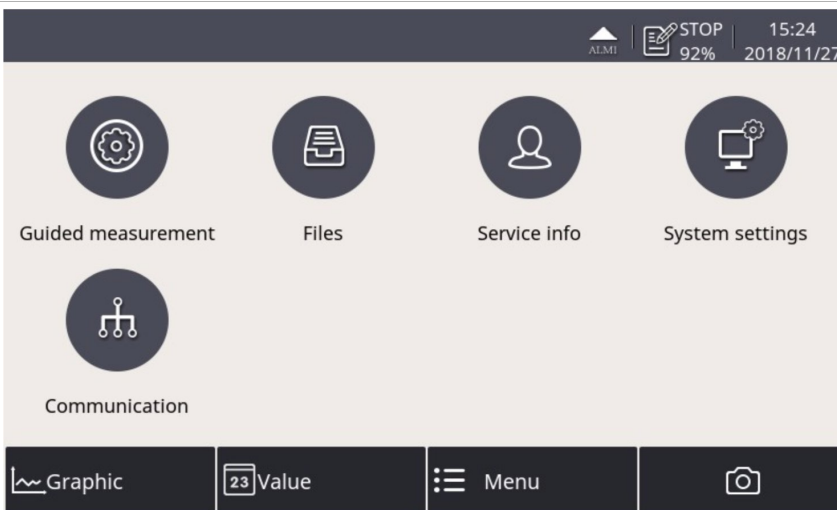 STOP 15:24
ALMI 92% 2018/11/27
Guided measurement Files Service info System settings
Communication
Graphic 23 Value Menu